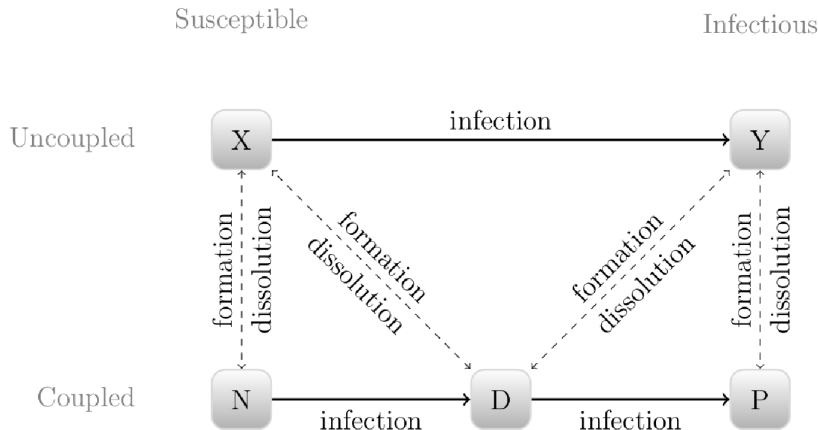 Susceptible
Infectious
Uncoupled
X
infection
Y
formation
dissolution
formation
dissolution
formation
dissolution
formation
dissolution
Coupled
N
infection
D
infection
P